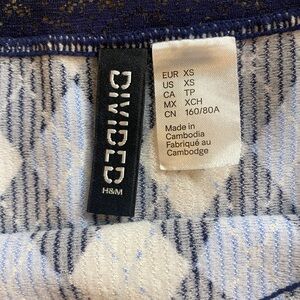 DIVIDED
H&M
EUR XS
US XS
CA TP
MX XCH
CN 160/80A
Made in
Cambodia
Fabriqué au
Cambodge